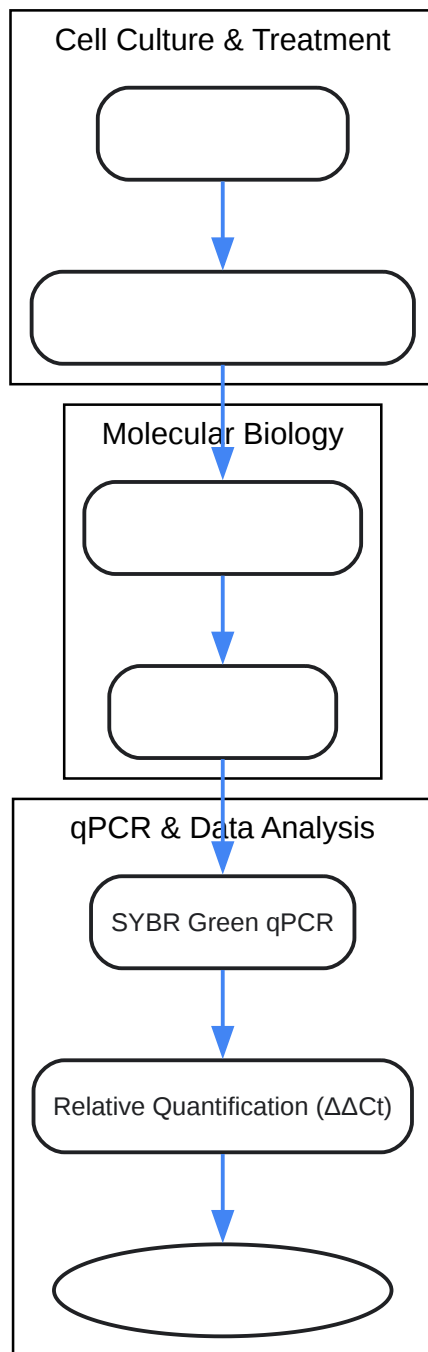 Cell Culture & Treatment
Molecular Biology
qPCR & Data Analysis
SYBR Green qPCR
Relative Quantification (ΔΔCt)